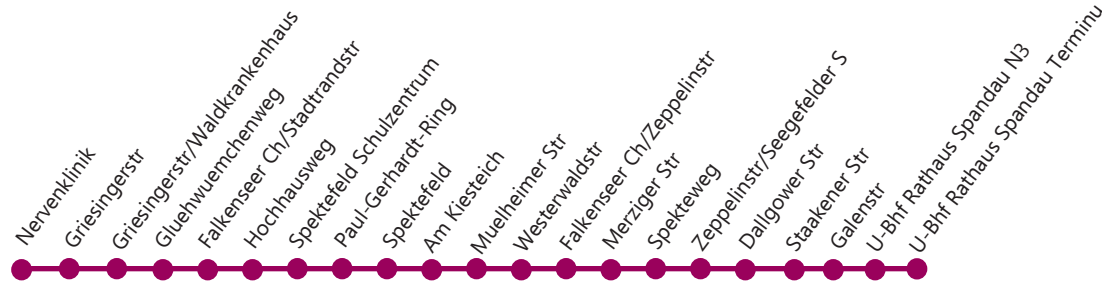 Nervenklinik
Griesingerstr
Griesingerstr/Waldkrankenhaus
Gluehwuemchenweg
Falkenseer Ch/Stadtrandstr
Hochhausweg
Spektefeld Schulzentrum
Paul-Gerhardt-Ring
Spektefeld
Am Kiesteich
Muelheimer Str
Westerwaldstr
Falkenseer Ch/Zeppelinstr
Merziger Str
Spekteweg
Zeppelinstr/Seegefelder S
Dallgower Str
Staakener Str
Galenstr
U-Bhf Rathaus Spandau N3
U-Bhf Rathaus Spandau Terminu